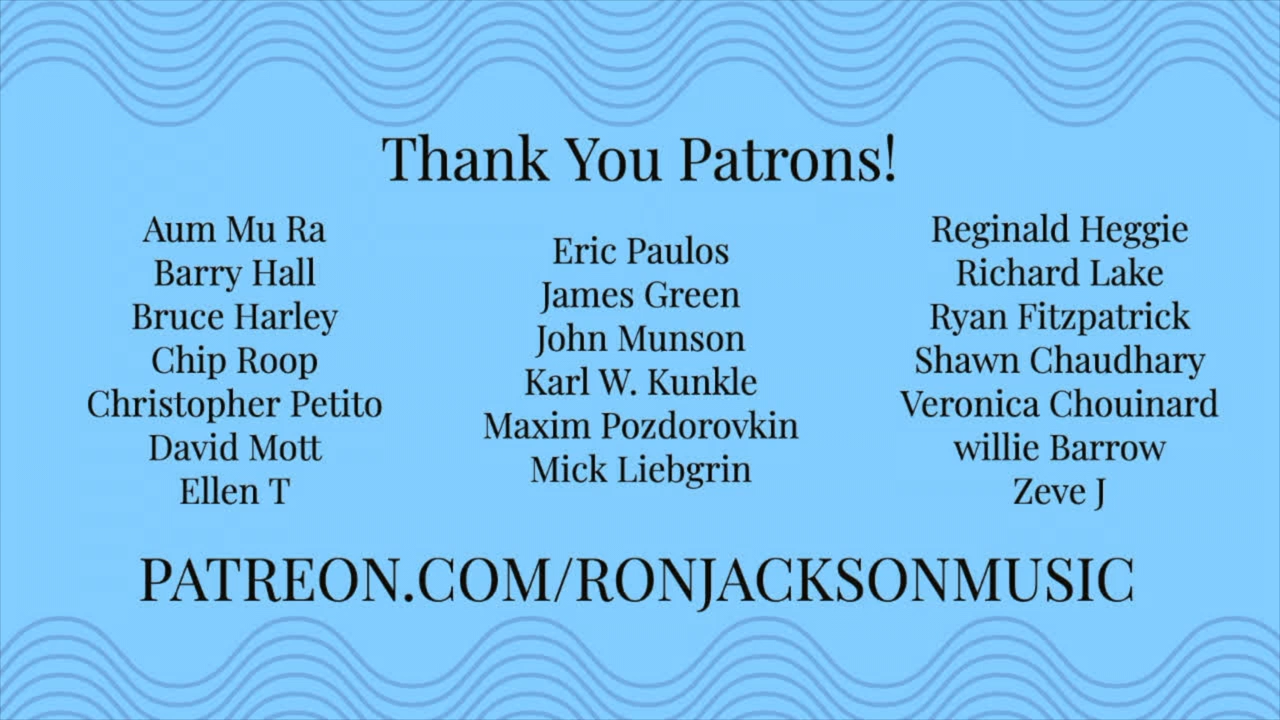 Thank You Patrons!
Aum Mu Ra
Barry Hall
Bruce Harley
Chip Roop
Christopher Petito
David Mott
Ellen T
Eric Paulos
James Green
John Munson
Karl W. Kunkle
Maxim Pozdorovkin
Mick Liebgrin
Reginald Heggie
Richard Lake
Ryan Fitzpatrick
Shawn Chaudhary
Veronica Chouinard
willie Barrow
Zeve J
PATREON.COM/RONJACKSONMUSIC